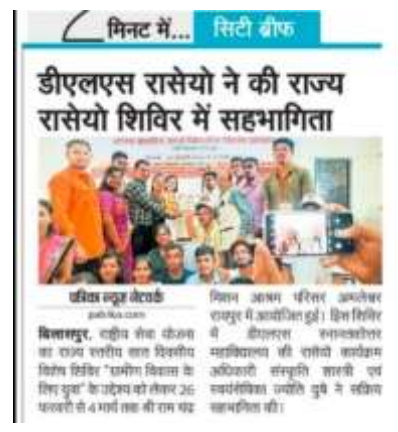 मिनट में... सिटी ब्रीफ
डीएलएस रासेयो ने की राज्य
रासेयो शिविर में सहभागिता
पत्रिका न्यूज नेटवर्क
patrika.com
बिलासपुर. राष्ट्रीय सेवा योजना
का राज्य स्तरीय सात दिवसीय
विशेष शिविर "ग्रामीण विकास के
लिए युवा" के उद्देश्य को लेकर 26
फरवरी से 4 मार्च तक श्री राम चंद्र
मिशन आश्रम परिसर अमलेश्वर
रायपुर में आयोजित हुई। इस शिविर
में डीएलएस स्नातकोत्तर
महाविद्यालय की रासेयो कार्यक्रम
अधिकारी संस्कृति शास्त्री एवं
स्वयंसेविका ज्योति दुबे ने सक्रिय
सहभागिता की।